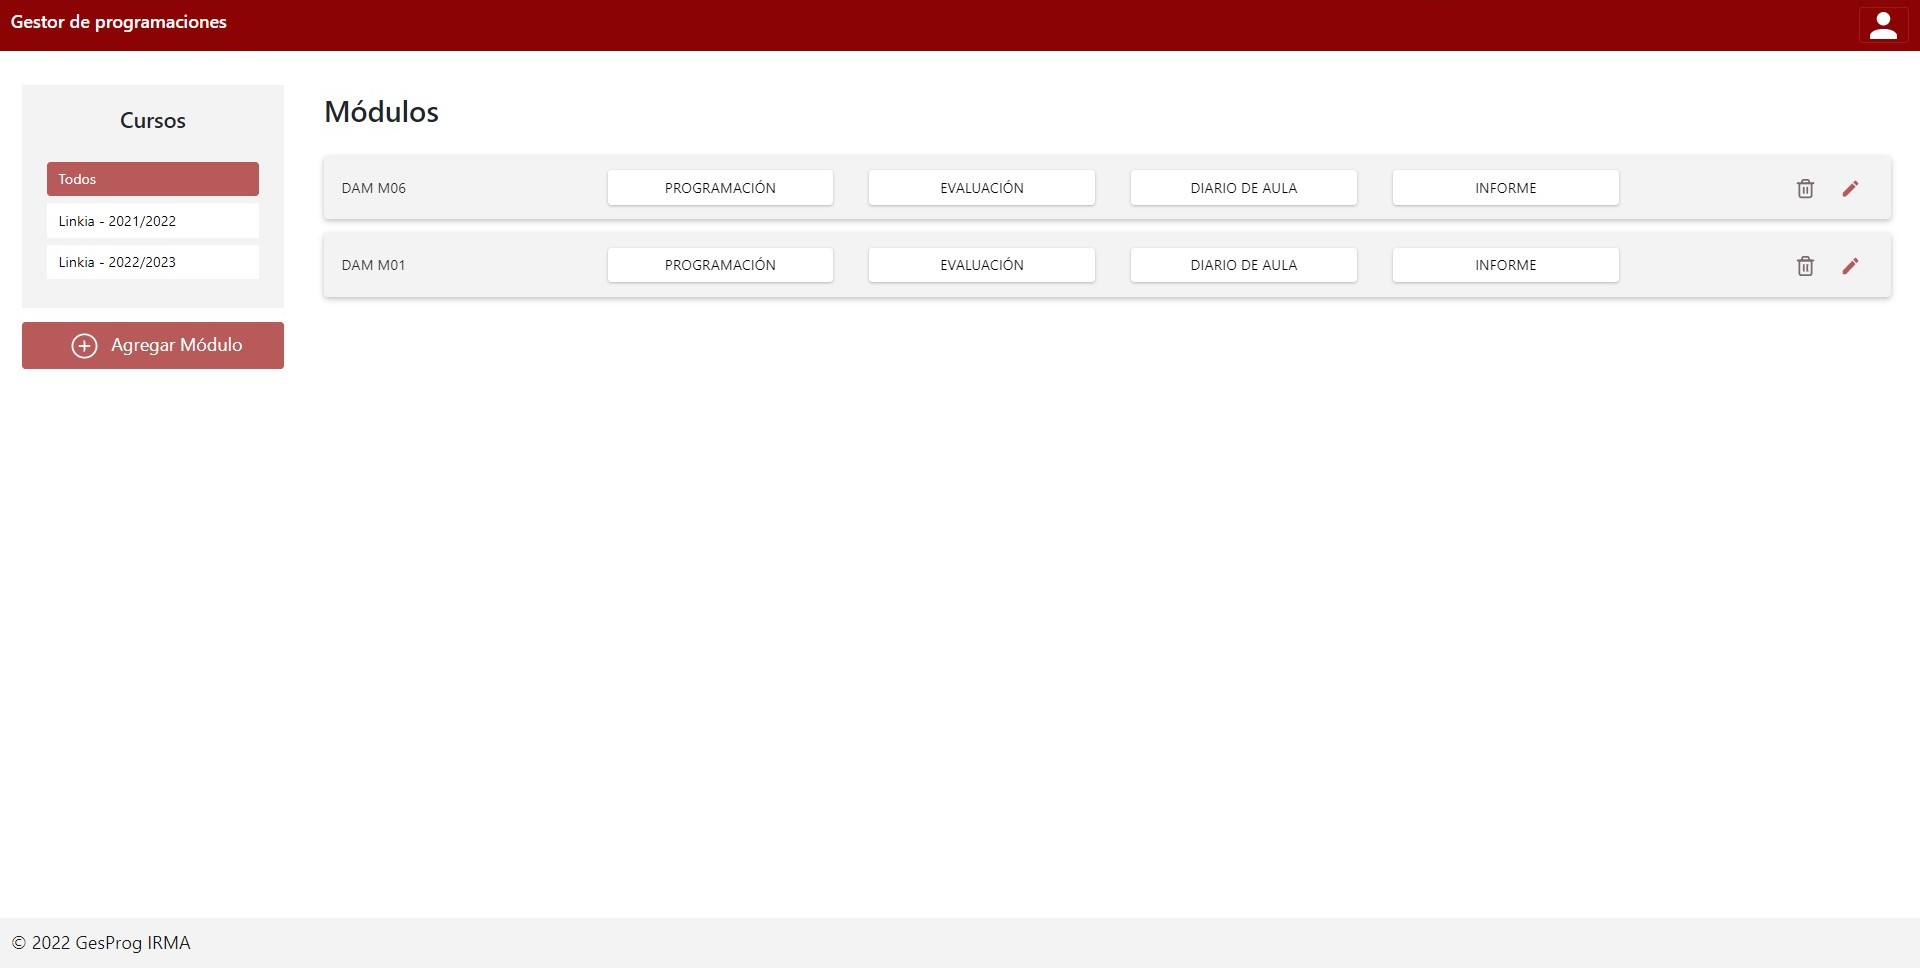 Gestor de programaciones
Cursos
Todos
Linkia - 2021/2022
Linkia - 2022/2023
Agregar Módulo
Módulos
DAM M06 PROGRAMACIÓN EVALUACIÓN DIARIO DE AULA INFORME
DAM M01 PROGRAMACIÓN EVALUACIÓN DIARIO DE AULA INFORME
© 2022 GesProg IRMA